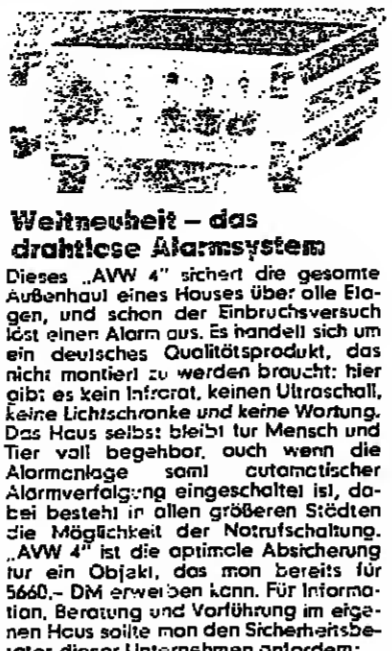 Weltneuheit – das
drahtlose Alarmsystem
Dieses „AVW 4" sichert die gesamte
Außenhaut eines Hauses über alle Eta-
gen, und schon der Einbruchsversuch
löst einen Alarm aus. Es handelt sich um
ein deutsches Qualitätsprodukt, das
nicht montiert zu werden braucht: hier
gibt es kein Infrarot, keinen Ultraschall,
keine Lichtschranke und keine Wartung.
Das Haus selbst bleibt für Mensch und
Tier voll begehbar, auch wenn die
Alarmanlage samt automatischer
Alarmverfolgung eingeschaltet ist, da-
bei besteht in allen größeren Städten
die Möglichkeit der Notrufschaltung.
„AVW 4" ist die optimale Absicherung
für ein Objekt, das man bereits für
5660,– DM erwerben kann. Für Informa-
tion, Beratung und Vorführung im eige-
nen Haus sollte man den Sicherheitsbe-
rater dieser Unternehmen anfordern: